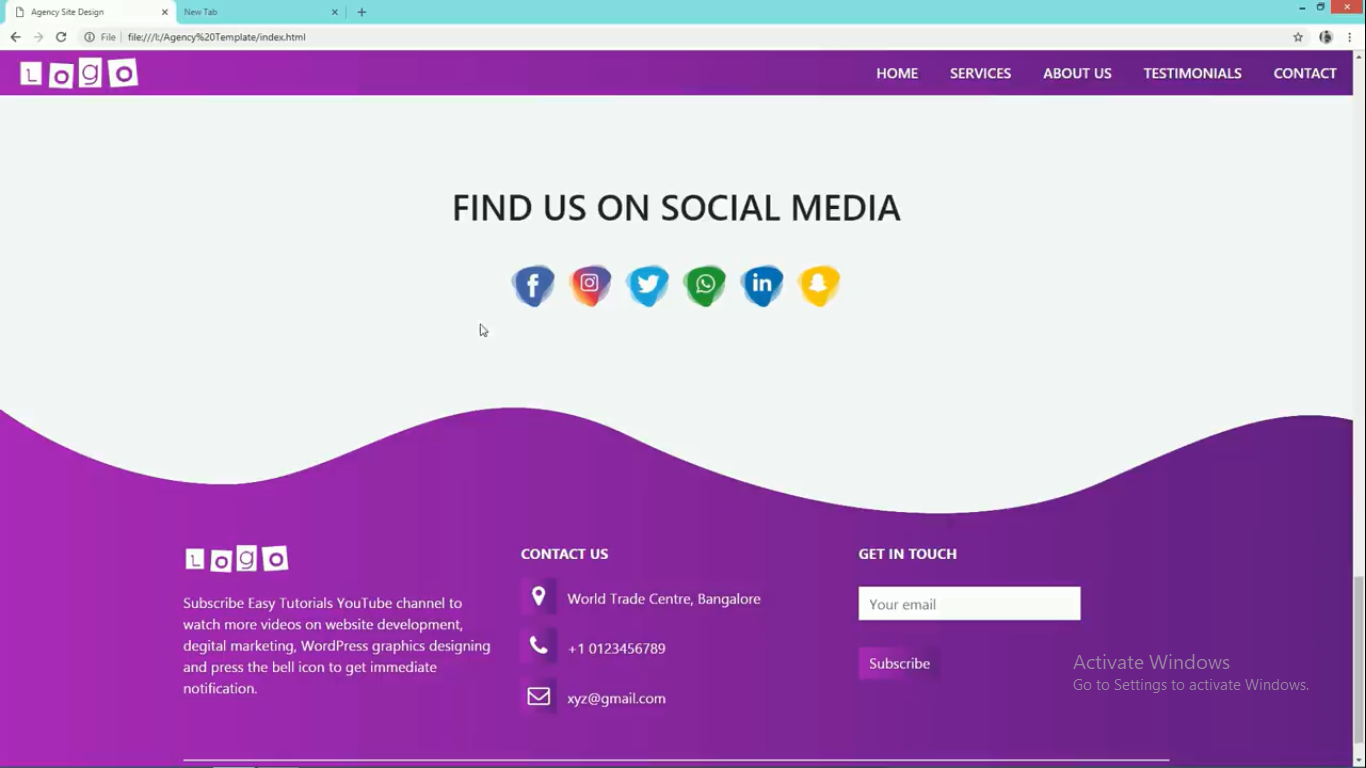 Agency Site Design
New Tab
File
file:///I:/Agency%20Template/index.html
LOgO
HOME SERVICES ABOUT US TESTIMONIALS CONTACT
FIND US ON SOCIAL MEDIA
f
in
LOgO
Subscribe Easy Tutorials YouTube channel to
watch more videos on website development,
degital marketing, WordPress graphics designing
and press the bell icon to get immediate
notification.
CONTACT US
World Trade Centre, Bangalore
+1 0123456789
xyz@gmail.com
GET IN TOUCH
Your email
Subscribe
Activate Windows
Go to Settings to activate Windows.